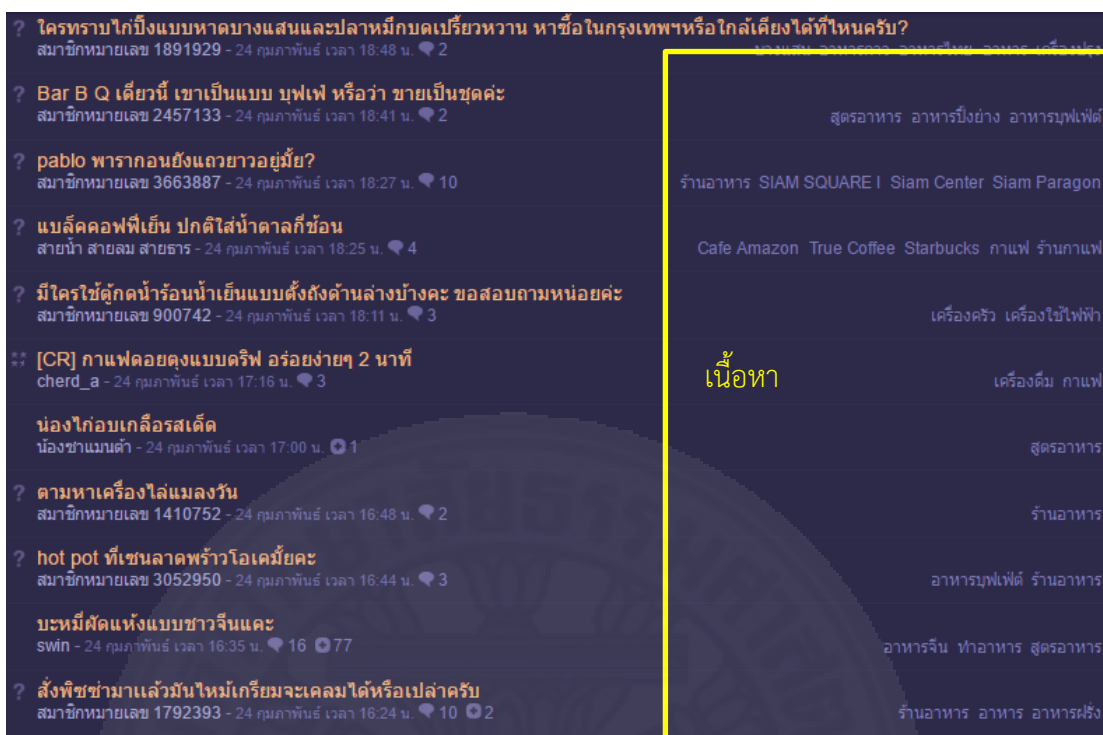 ใครทราบไก่ปิ้งแบบหาดบางแสนและปลาหมึกบดเปรี้ยวหวาน หาซื้อในกรุงเทพฯหรือใกล้เคียงได้ที่ไหนครับ?
สมาชิกหมายเลข 1891929 - 24 กุมภาพันธ์ เวลา 18:48 น. 2
บางแสน อาหารคาว อาหารไทย อาหาร เครื่องปรุง
Bar B Q เดี๋ยวนี้ เขาเป็นแบบ บุฟเฟ่ หรือว่า ขายเป็นชุดค่ะ
สมาชิกหมายเลข 2457133 - 24 กุมภาพันธ์ เวลา 18:41 น. 2
สูตรอาหาร อาหารปิ้งย่าง อาหารบุฟเฟ่ต์
pablo พารากอนยังแถวยาวอยู่มั้ย?
สมาชิกหมายเลข 3663887 - 24 กุมภาพันธ์ เวลา 18:27 น. 10
ร้านอาหาร SIAM SQUARE I Siam Center Siam Paragon
แบล็คคอฟฟี่เย็น ปกติใส่น้ำตาลกี่ช้อน
สายน้ำ สายลม สายธาร - 24 กุมภาพันธ์ เวลา 18:25 น. 4
Cafe Amazon True Coffee Starbucks กาแฟ ร้านกาแฟ
มีใครใช้ตู้กดน้ำร้อนน้ำเย็นแบบตั้งถังด้านล่างบ้างคะ ขอสอบถามหน่อยค่ะ
สมาชิกหมายเลข 900742 - 24 กุมภาพันธ์ เวลา 18:11 น. 3
เครื่องครัว เครื่องใช้ไฟฟ้า
[CR] กาแฟดอยตุงแบบดริฟ อร่อยง่ายๆ 2 นาที
cherd_a - 24 กุมภาพันธ์ เวลา 17:16 น. 3
เนื้อหา
เครื่องดื่ม กาแฟ
น่องไก่อบเกลือรสเด็ด
น้องซาแมนต้า - 24 กุมภาพันธ์ เวลา 17:00 น. 1
สูตรอาหาร
ตามหาเครื่องไล่แมลงวัน
สมาชิกหมายเลข 1410752 - 24 กุมภาพันธ์ เวลา 16:48 น. 2
ร้านอาหาร
hot pot ที่เซนลาดพร้าวโอเคมั้ยคะ
สมาชิกหมายเลข 3052950 - 24 กุมภาพันธ์ เวลา 16:44 น. 3
อาหารบุฟเฟ่ต์ ร้านอาหาร
บะหมี่ผัดแห้งแบบชาวจีนแคะ
swin - 24 กุมภาพันธ์ เวลา 16:35 น. 16 77
อาหารจีน ทำอาหาร สูตรอาหาร
สั่งพิซซ่ามาแล้วมันไหม้เกรียมจะเคลมได้หรือเปล่าครับ
สมาชิกหมายเลข 1792393 - 24 กุมภาพันธ์ เวลา 16:24 น. 10 2
ร้านอาหาร อาหาร อาหารฝรั่ง